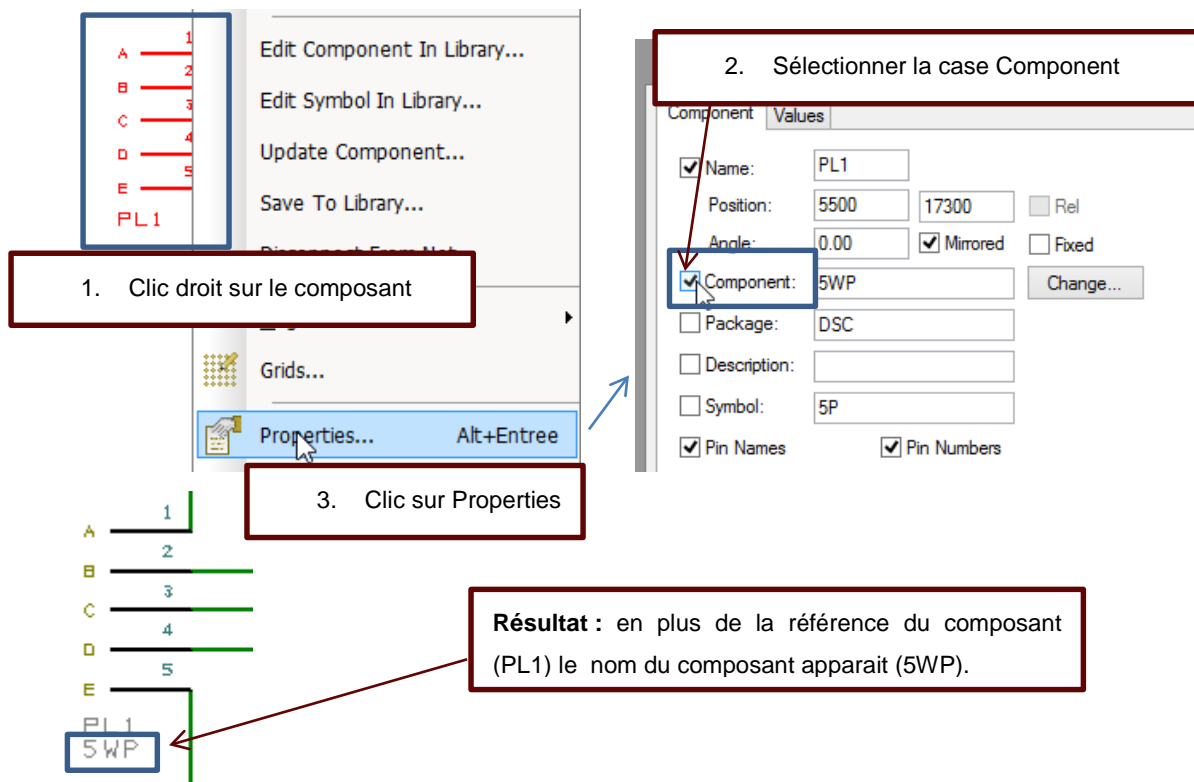 1
A
2
B
3
C
4
D
5
E
PL1
Edit Component In Library...
Edit Symbol In Library...
Update Component...
Save To Library...
1. Clic droit sur le composant
Grids...
Properties... Alt+Entree
3. Clic sur Properties
2. Sélectionner la case Component
Component Values
Name: PL1
Position: 5500 17300 Rel
Angle: 0.00 Mirrored Fixed
Component: 5WP Change...
Package: DSC
Description:
Symbol: 5P
Pin Names Pin Numbers
1
A
2
B
3
C
4
D
5
E
PL1
5WP
Résultat : en plus de la référence du composant
(PL1) le nom du composant apparait (5WP).